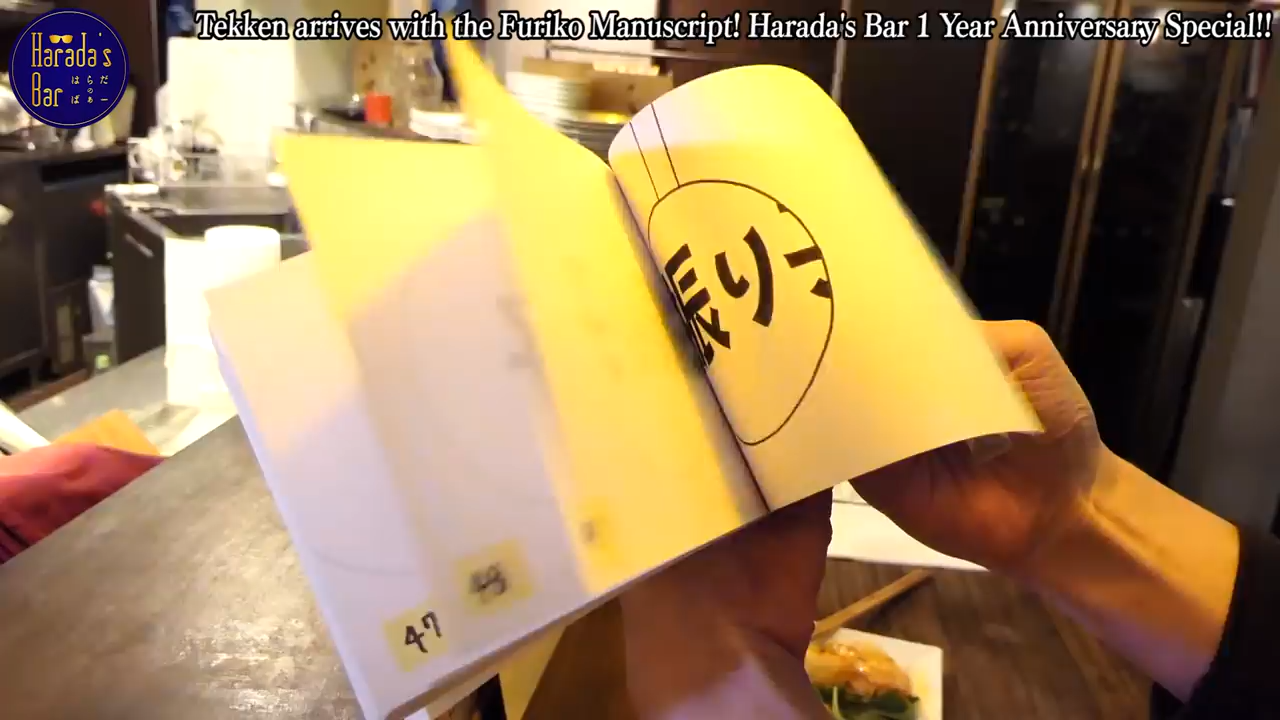 Tekken arrives with the Furiko Manuscript! Harada's Bar 1 Year Anniversary Special!!
Harada's
Bar
はらだ
の
ばぁー
振り
48
47